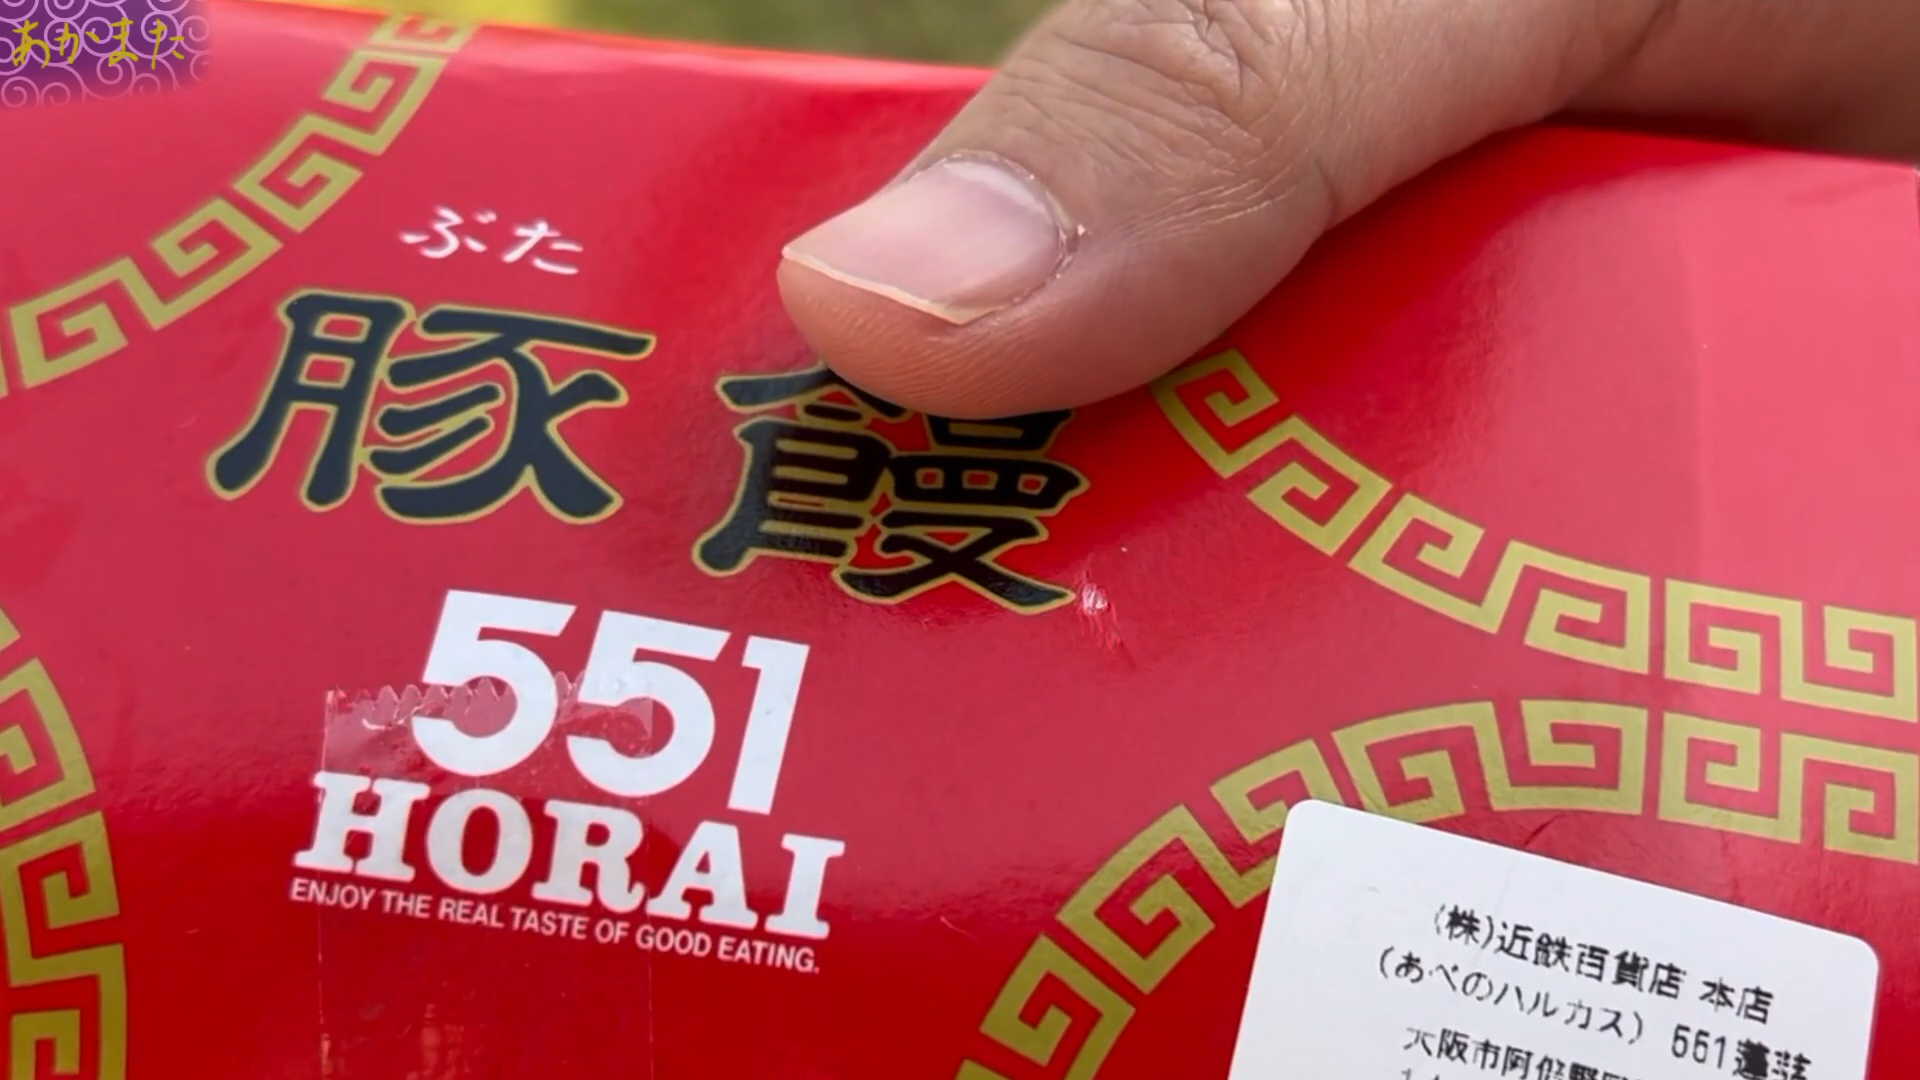 あかまた
ぶた
豚饅
551
HORAI
ENJOY THE REAL TASTE OF GOOD EATING.
(株)近鉄百貨店 本店
(あべのハルカス) 551蓬莱
大阪市阿倍野